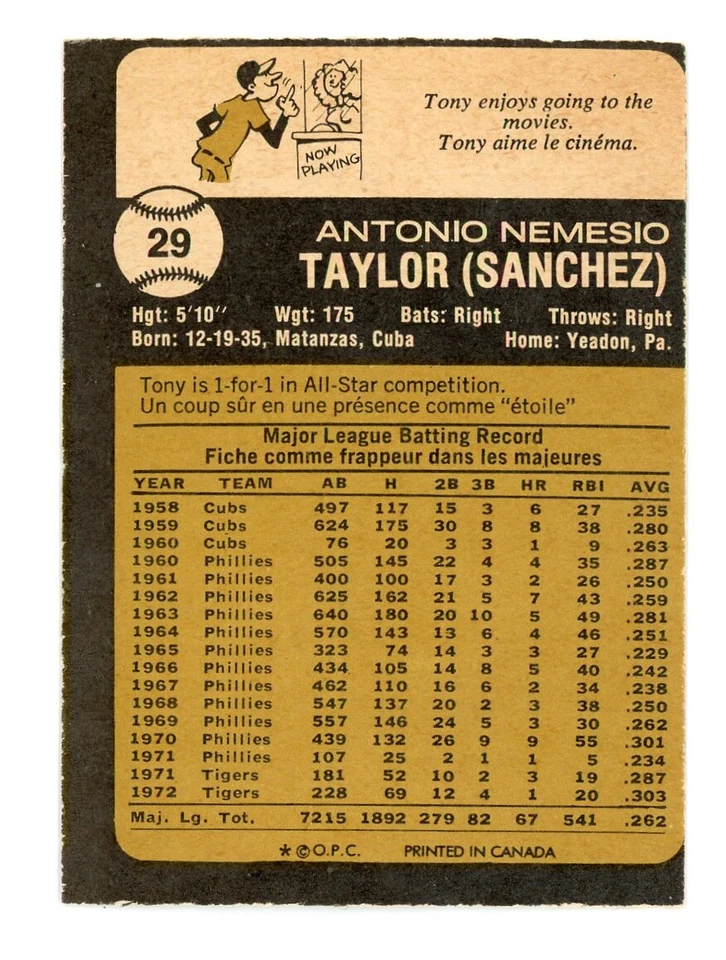 NOW
PLAYING
Tony enjoys going to the
movies.
Tony aime le cinéma.
29
ANTONIO NEMESIO
TAYLOR (SANCHEZ)
Hgt: 5'10" Wgt: 175 Bats: Right Throws: Right
Born: 12-19-35, Matanzas, Cuba Home: Yeadon, Pa.
Tony is 1-for-1 in All-Star competition.
Un coup sûr en une présence comme "étoile"
Major League Batting Record
Fiche comme frappeur dans les majeures
YEAR TEAM AB H 2B 3B HR RBI AVG
1958 Cubs 497 117 15 3 6 27 .235
1959 Cubs 624 175 30 8 8 38 .280
1960 Cubs 76 20 3 3 1 9 .263
1960 Phillies 505 145 22 4 4 35 .287
1961 Phillies 400 100 17 3 2 26 .250
1962 Phillies 625 162 21 5 7 43 .259
1963 Phillies 640 180 20 10 5 49 .281
1964 Phillies 570 143 13 6 4 46 .251
1965 Phillies 323 74 14 3 3 27 .229
1966 Phillies 434 105 14 8 5 40 .242
1967 Phillies 462 110 16 6 2 34 .238
1968 Phillies 547 137 20 2 3 38 .250
1969 Phillies 557 146 24 5 3 30 .262
1970 Phillies 439 132 26 9 9 55 .301
1971 Phillies 107 25 2 1 1 5 .234
1971 Tigers 181 52 10 2 3 19 .287
1972 Tigers 228 69 12 4 1 20 .303
Maj. Lg. Tot. 7215 1892 279 82 67 541 .262
* © O.P.C. PRINTED IN CANADA